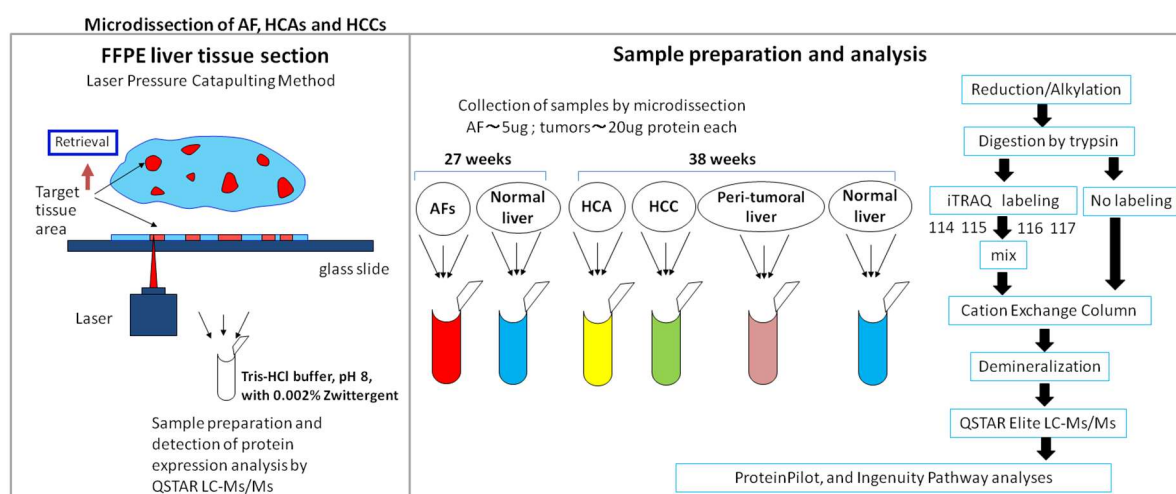 Microdissection of AF, HCAs and HCCs
FFPE liver tissue section
Laser Pressure Catapulting Method
Retrieval
Target
tissue
area
glass slide
Laser
Tris-HCl buffer, pH 8,
with 0.002% Zwittergent
Sample preparation and
detection of protein
expression analysis by
QSTAR LC-Ms/Ms
Sample preparation and analysis
Collection of samples by microdissection
AF～5ug ; tumors～20ug protein each
27 weeks
38 weeks
AFs
Normal
liver
HCA
HCC
Peri-tumoral
liver
Normal
liver
Reduction/Alkylation
Digestion by trypsin
iTRAQ labeling
No labeling
114 115 116 117
mix
Cation Exchange Column
Demineralization
QSTAR Elite LC-Ms/Ms
ProteinPilot, and Ingenuity Pathway analyses